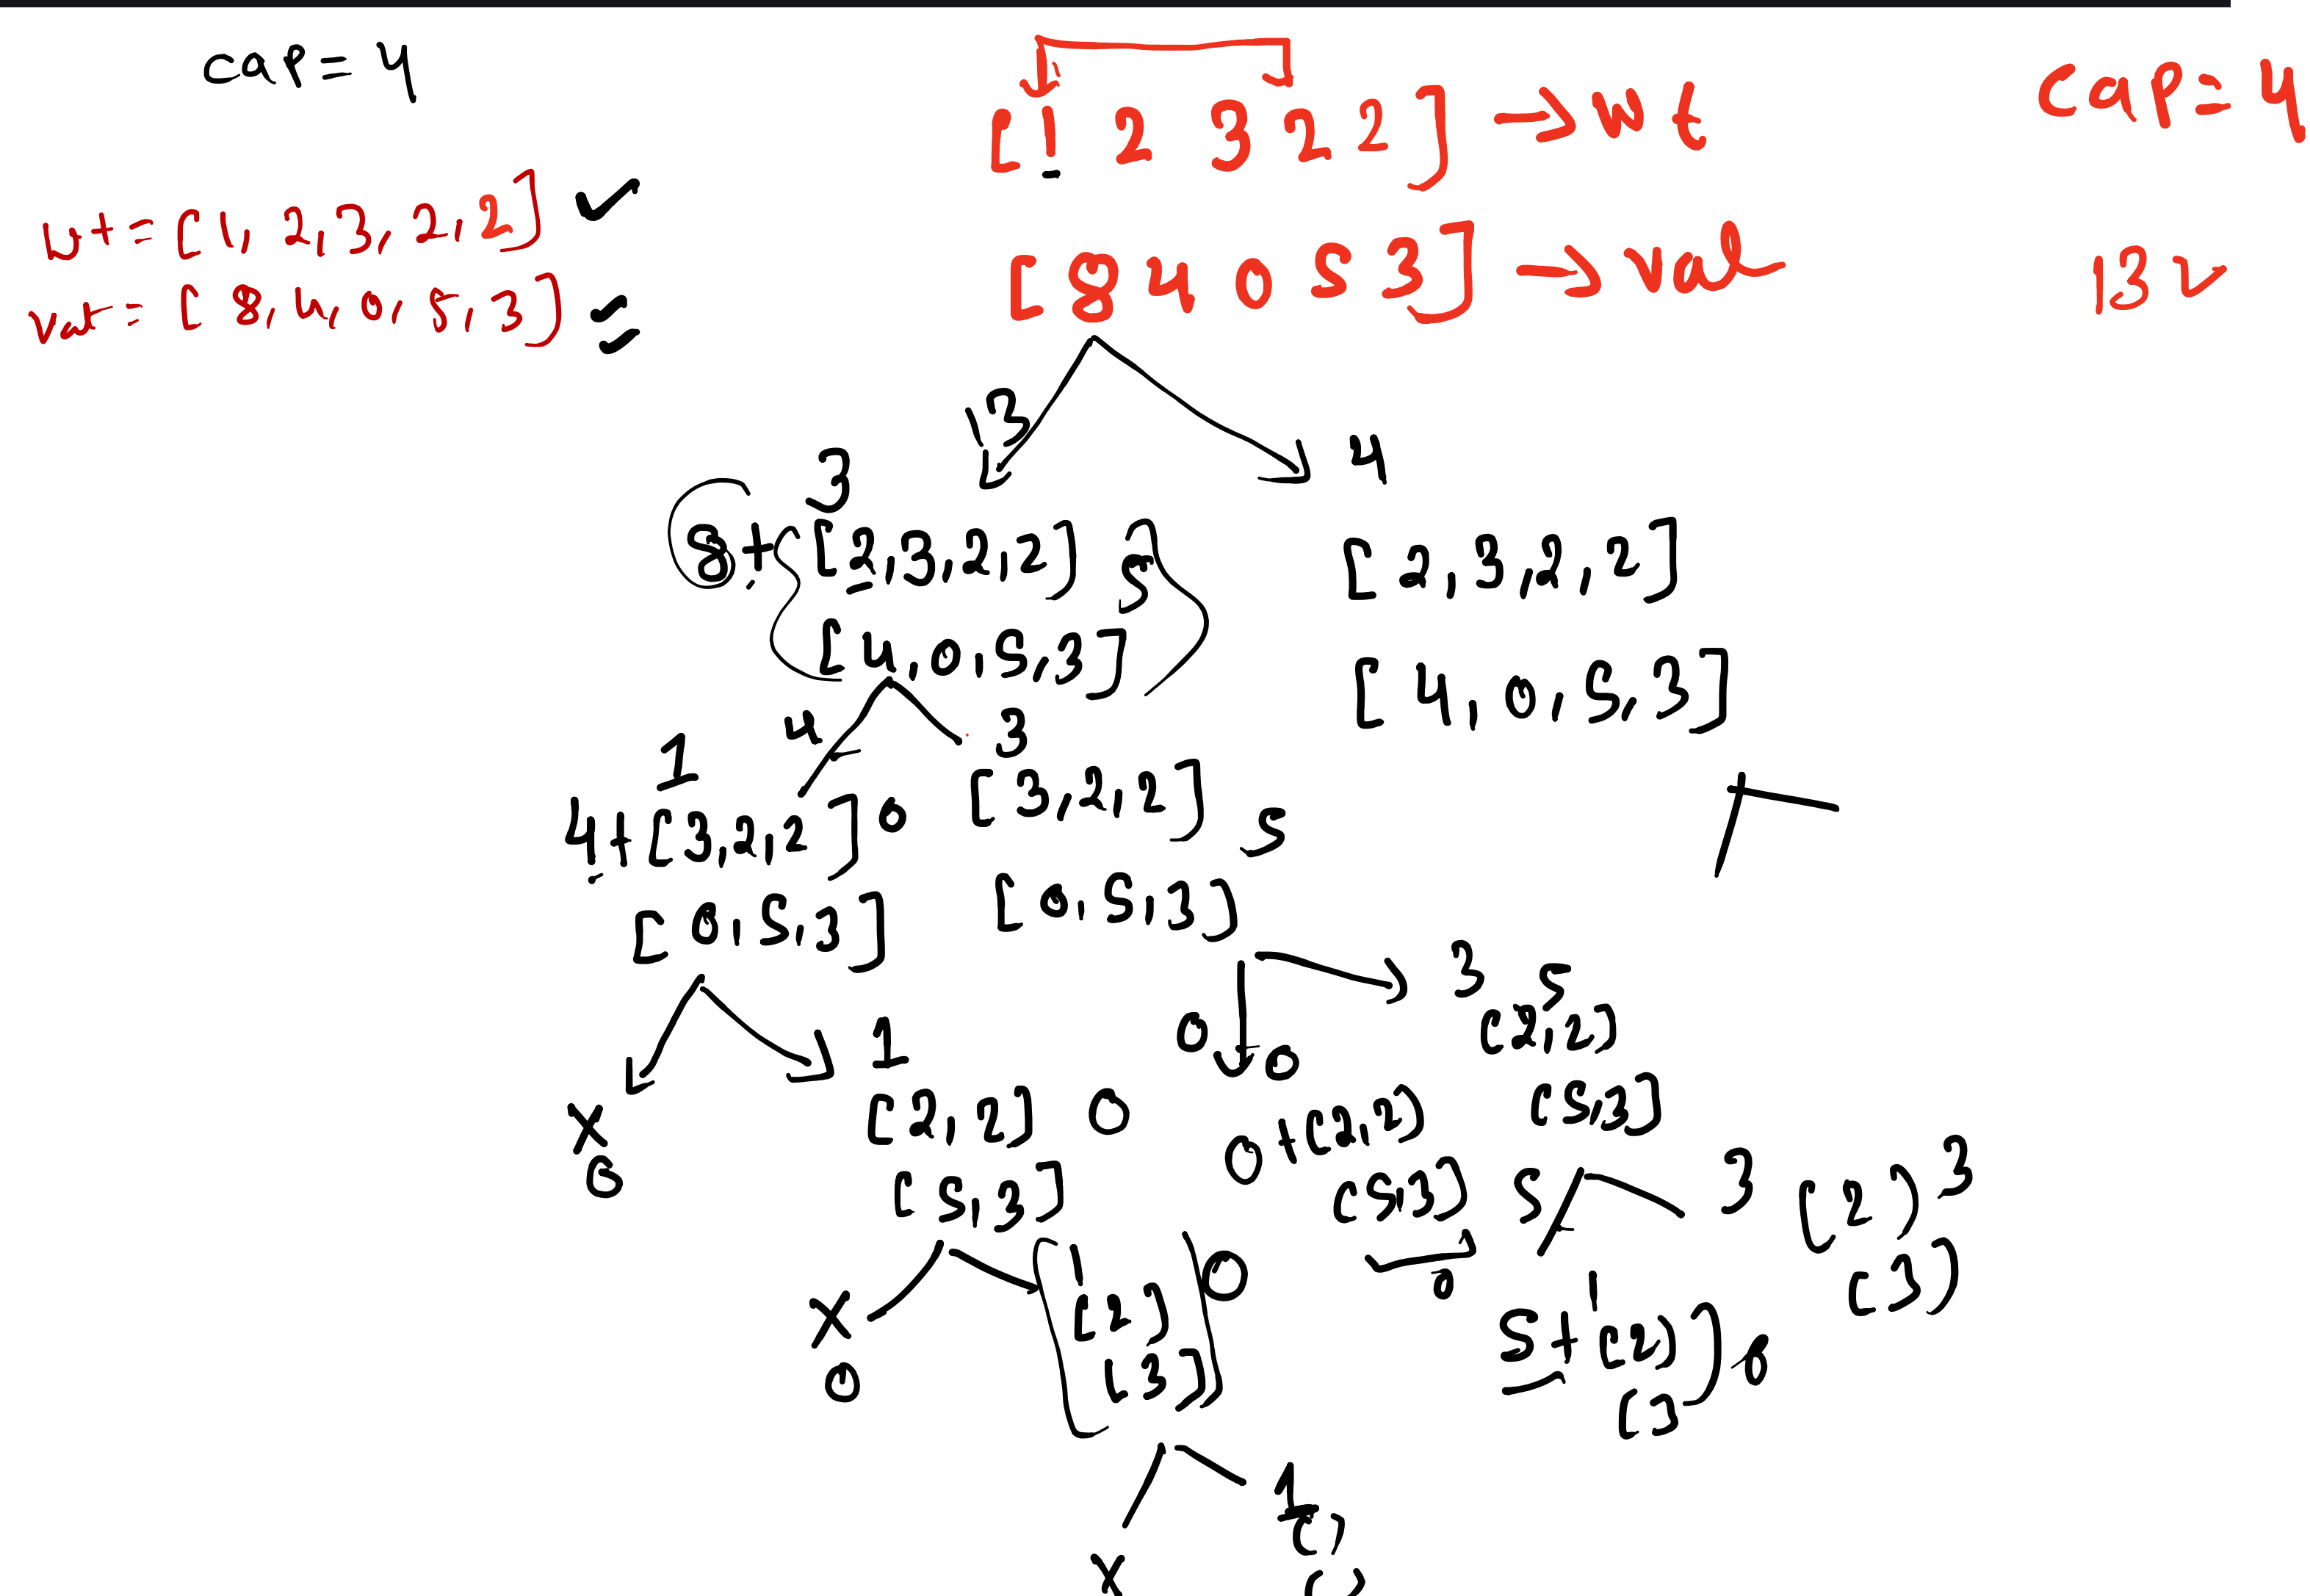 cap = 4
wt = [1, 2, 3, 2, 2]
val = [8, 4, 0, 5, 3]
[1 2 3 2 2] → wt
[8 4 0 5 3] → val
cap = 4
13
13
3
8+ [2, 3, 2, 2] 5
[4, 0, 5, 3]
4
[2, 3, 2, 2]
[4, 0, 5, 3]
4
1
4+[3, 2, 2] 0
[0, 5, 3]
3
[3, 2, 2] 5
[0, 5, 3]
x
0
1
[2, 2] 0
[5, 3]
0
0
0+[2, 2]
[5, 3]
0
3 5
[2, 2]
[5, 3]
x
0
1
[2] 0
[3]
5
1
5+[2] 0
[3]
3
[2] 3
[3]
x
1
[]
[]